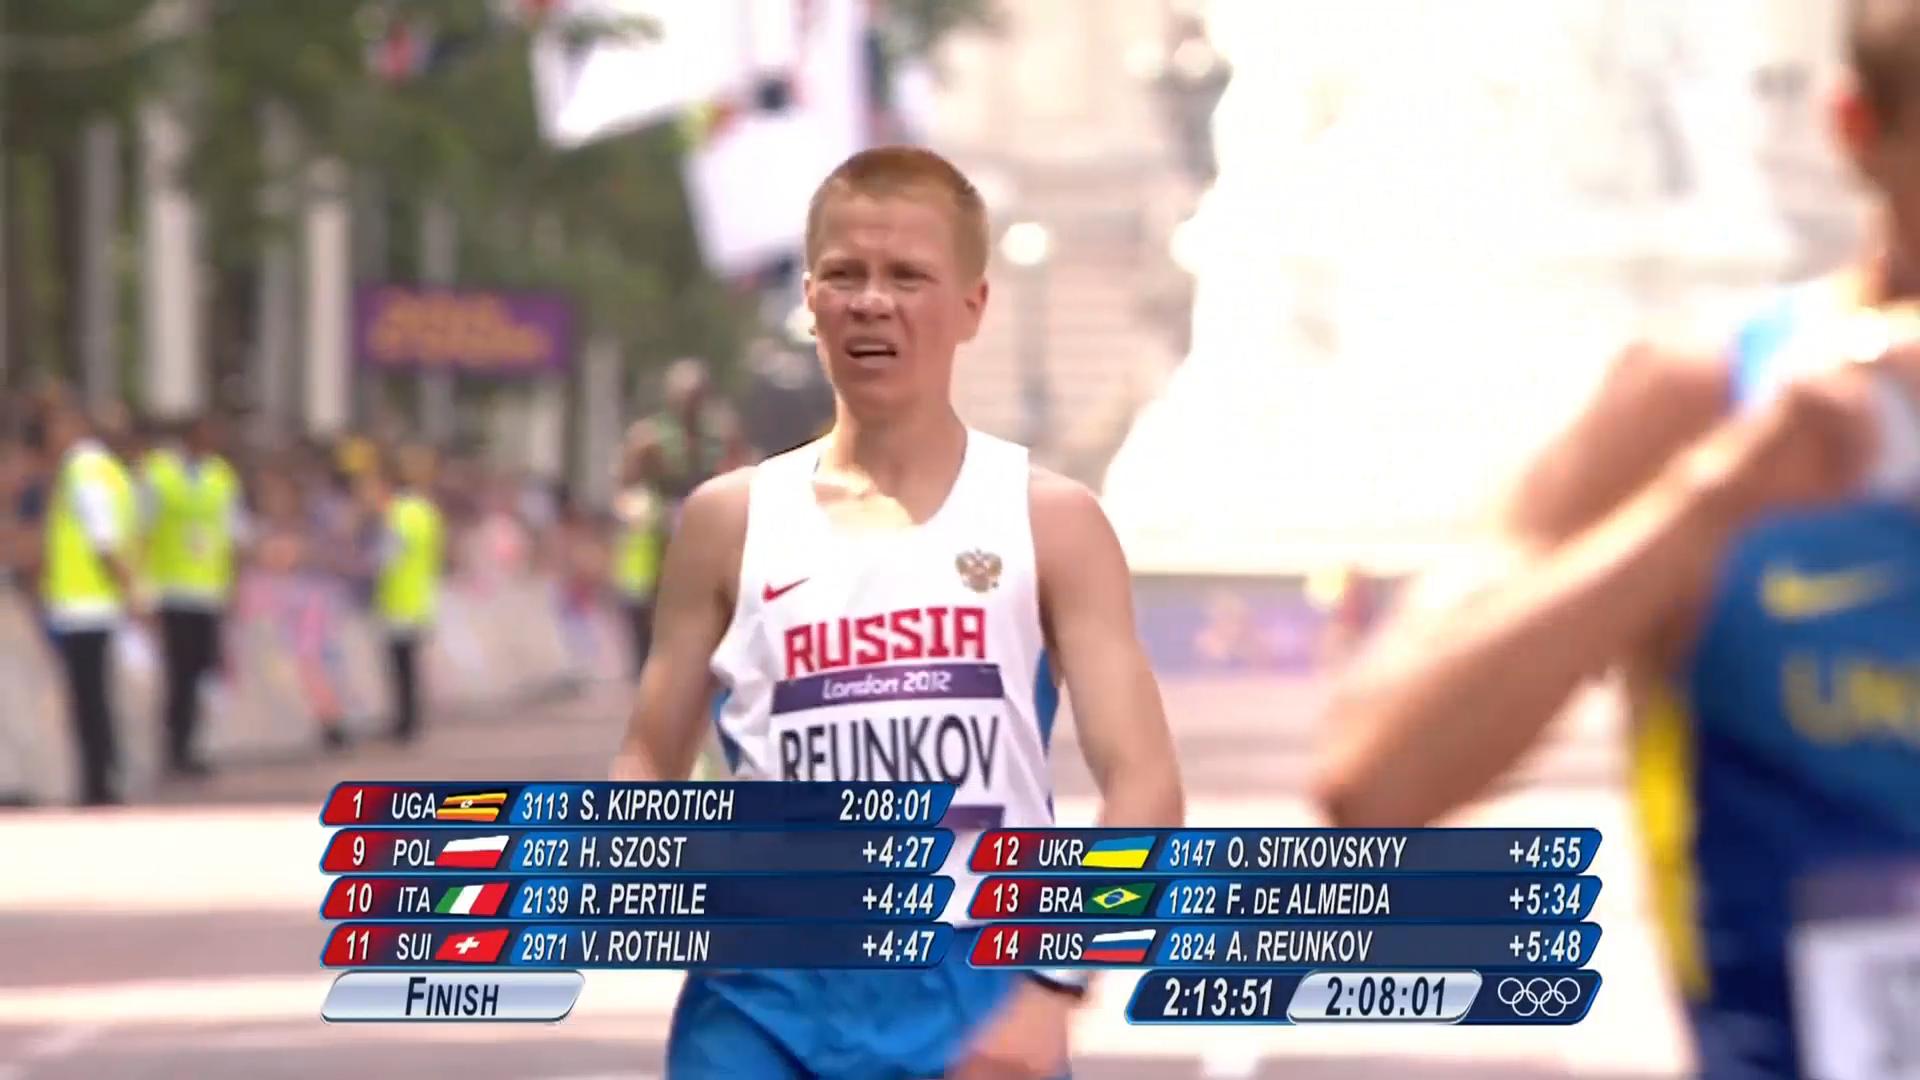 RUSSIA
London 2012
REUNKOV
1 UGA 3113 S. KIPROTICH 2:08:01
9 POL 2672 H. SZOST +4:27
10 ITA 2139 R. PERTILE +4:44
11 SUI 2971 V. ROTHLIN +4:47
12 UKR 3147 O. SITKOVSKYY +4:55
13 BRA 1222 F. DE ALMEIDA +5:34
14 RUS 2824 A. REUNKOV +5:48
FINISH
2:13:51 2:08:01